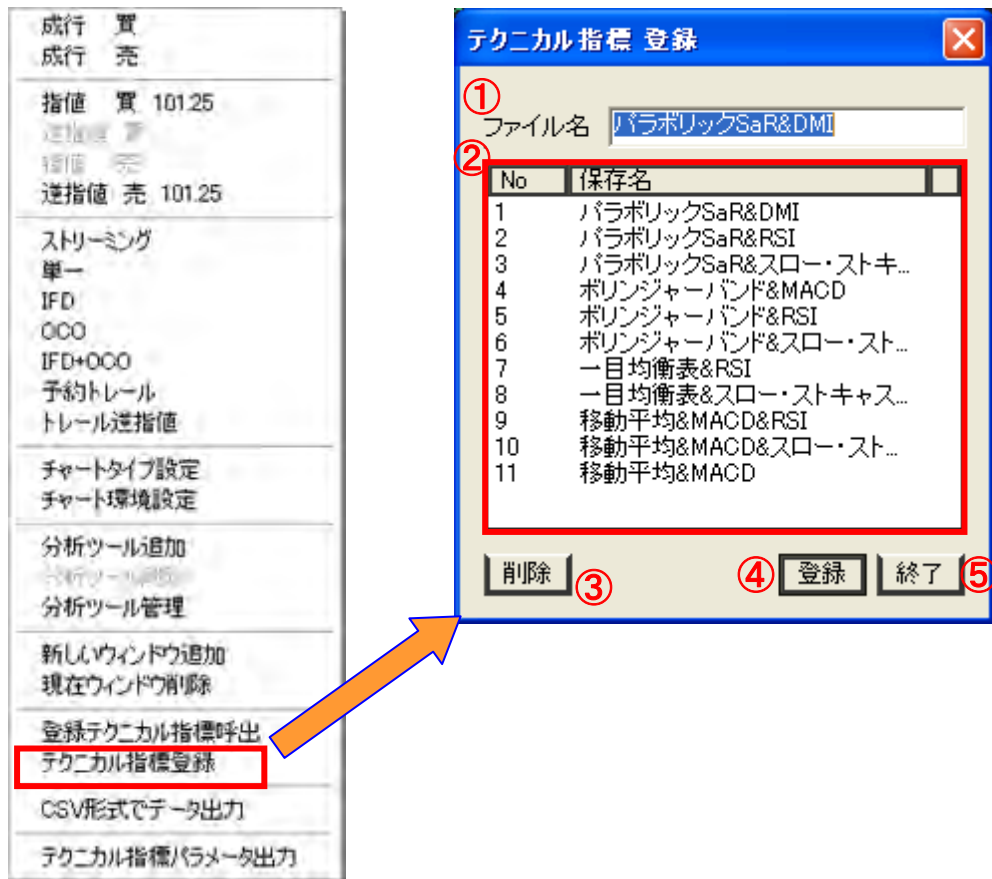 成行 買
成行 売
指値 買 101.25
逆指値 買
指値 売
逆指値 売 101.25
ストリーミング
単一
IFD
OCO
IFD+OCO
予約トレール
トレール逆指値
チャートタイプ設定
チャート環境設定
分析ツール追加
分析ツール削除
分析ツール管理
新しいウィンドウ追加
現在ウィンドウ削除
登録テクニカル指標呼出
テクニカル指標登録
CSV形式でデータ出力
テクニカル指標パラメータ出力
テクニカル指標 登録
①
ファイル名 パラボリックSaR&DMI
②
No 保存名
1 パラボリックSaR&DMI
2 パラボリックSaR&RSI
3 パラボリックSaR&スロー・ストキ...
4 ボリンジャーバンド&MACD
5 ボリンジャーバンド&RSI
6 ボリンジャーバンド&スロー・スト...
7 一目均衡表&RSI
8 一目均衡表&スロー・ストキャス...
9 移動平均&MACD&RSI
10 移動平均&MACD&スロー・スト...
11 移動平均&MACD
削除 ③ ④ 登録 終了 ⑤